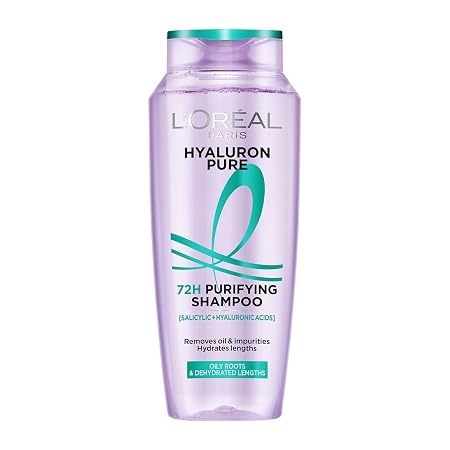 L'ORÉAL
PARIS
HYALURON
PURE
72H PURIFYING
SHAMPOO
[SALICYLIC + HYALURONIC ACIDS]
Removes oil & impurities
Hydrates lengths
OILY ROOTS
& DEHYDRATED LENGTHS